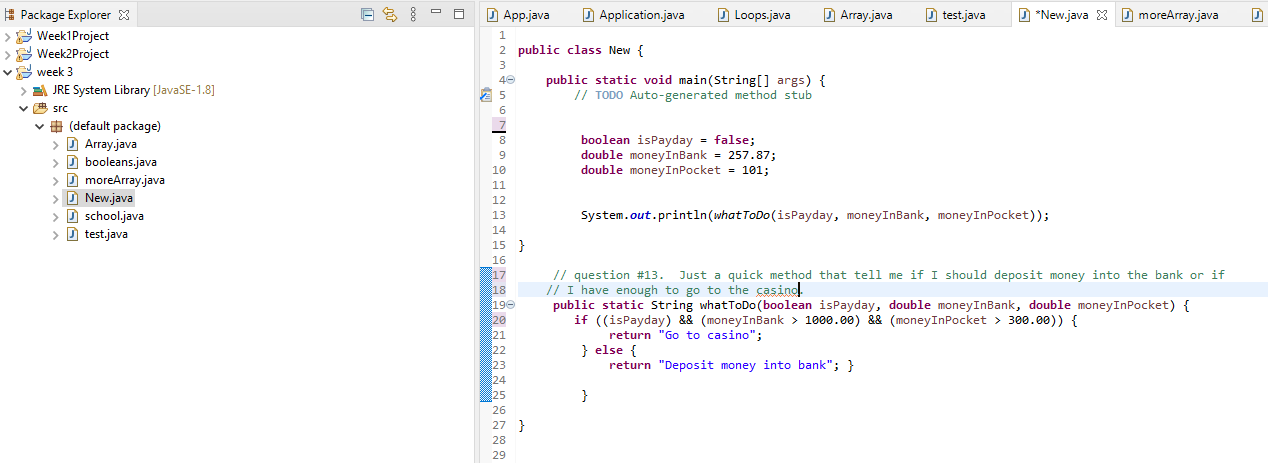 Package Explorer
Week1Project
Week2Project
week 3
JRE System Library [JavaSE-1.8]
src
(default package)
Array.java
booleans.java
moreArray.java
New.java
school.java
test.java
App.java Application.java Loops.java Array.java test.java *New.java moreArray.java
1
2 public class New {
3
4 public static void main(String[] args) {
5 // TODO Auto-generated method stub
6
7
8 boolean isPayday = false;
9 double moneyInBank = 257.87;
10 double moneyInPocket = 101;
11
12
13 System.out.println(whatToDo(isPayday, moneyInBank, moneyInPocket));
14
15 }
16
17 // question #13.  Just a quick method that tell me if I should deposit money into the bank or if
18 // I have enough to go to the casino.
19 public static String whatToDo(boolean isPayday, double moneyInBank, double moneyInPocket) {
20 if ((isPayday) && (moneyInBank > 1000.00) && (moneyInPocket > 300.00)) {
21 return "Go to casino";
22 } else {
23 return "Deposit money into bank"; }
24
25 }
26
27 }
28
29